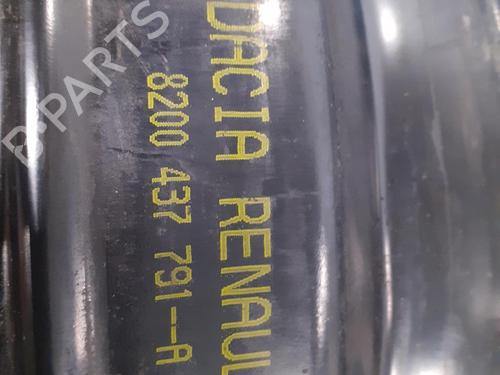 DACIA RENAUL
8200 437 791--A
B-PARTS